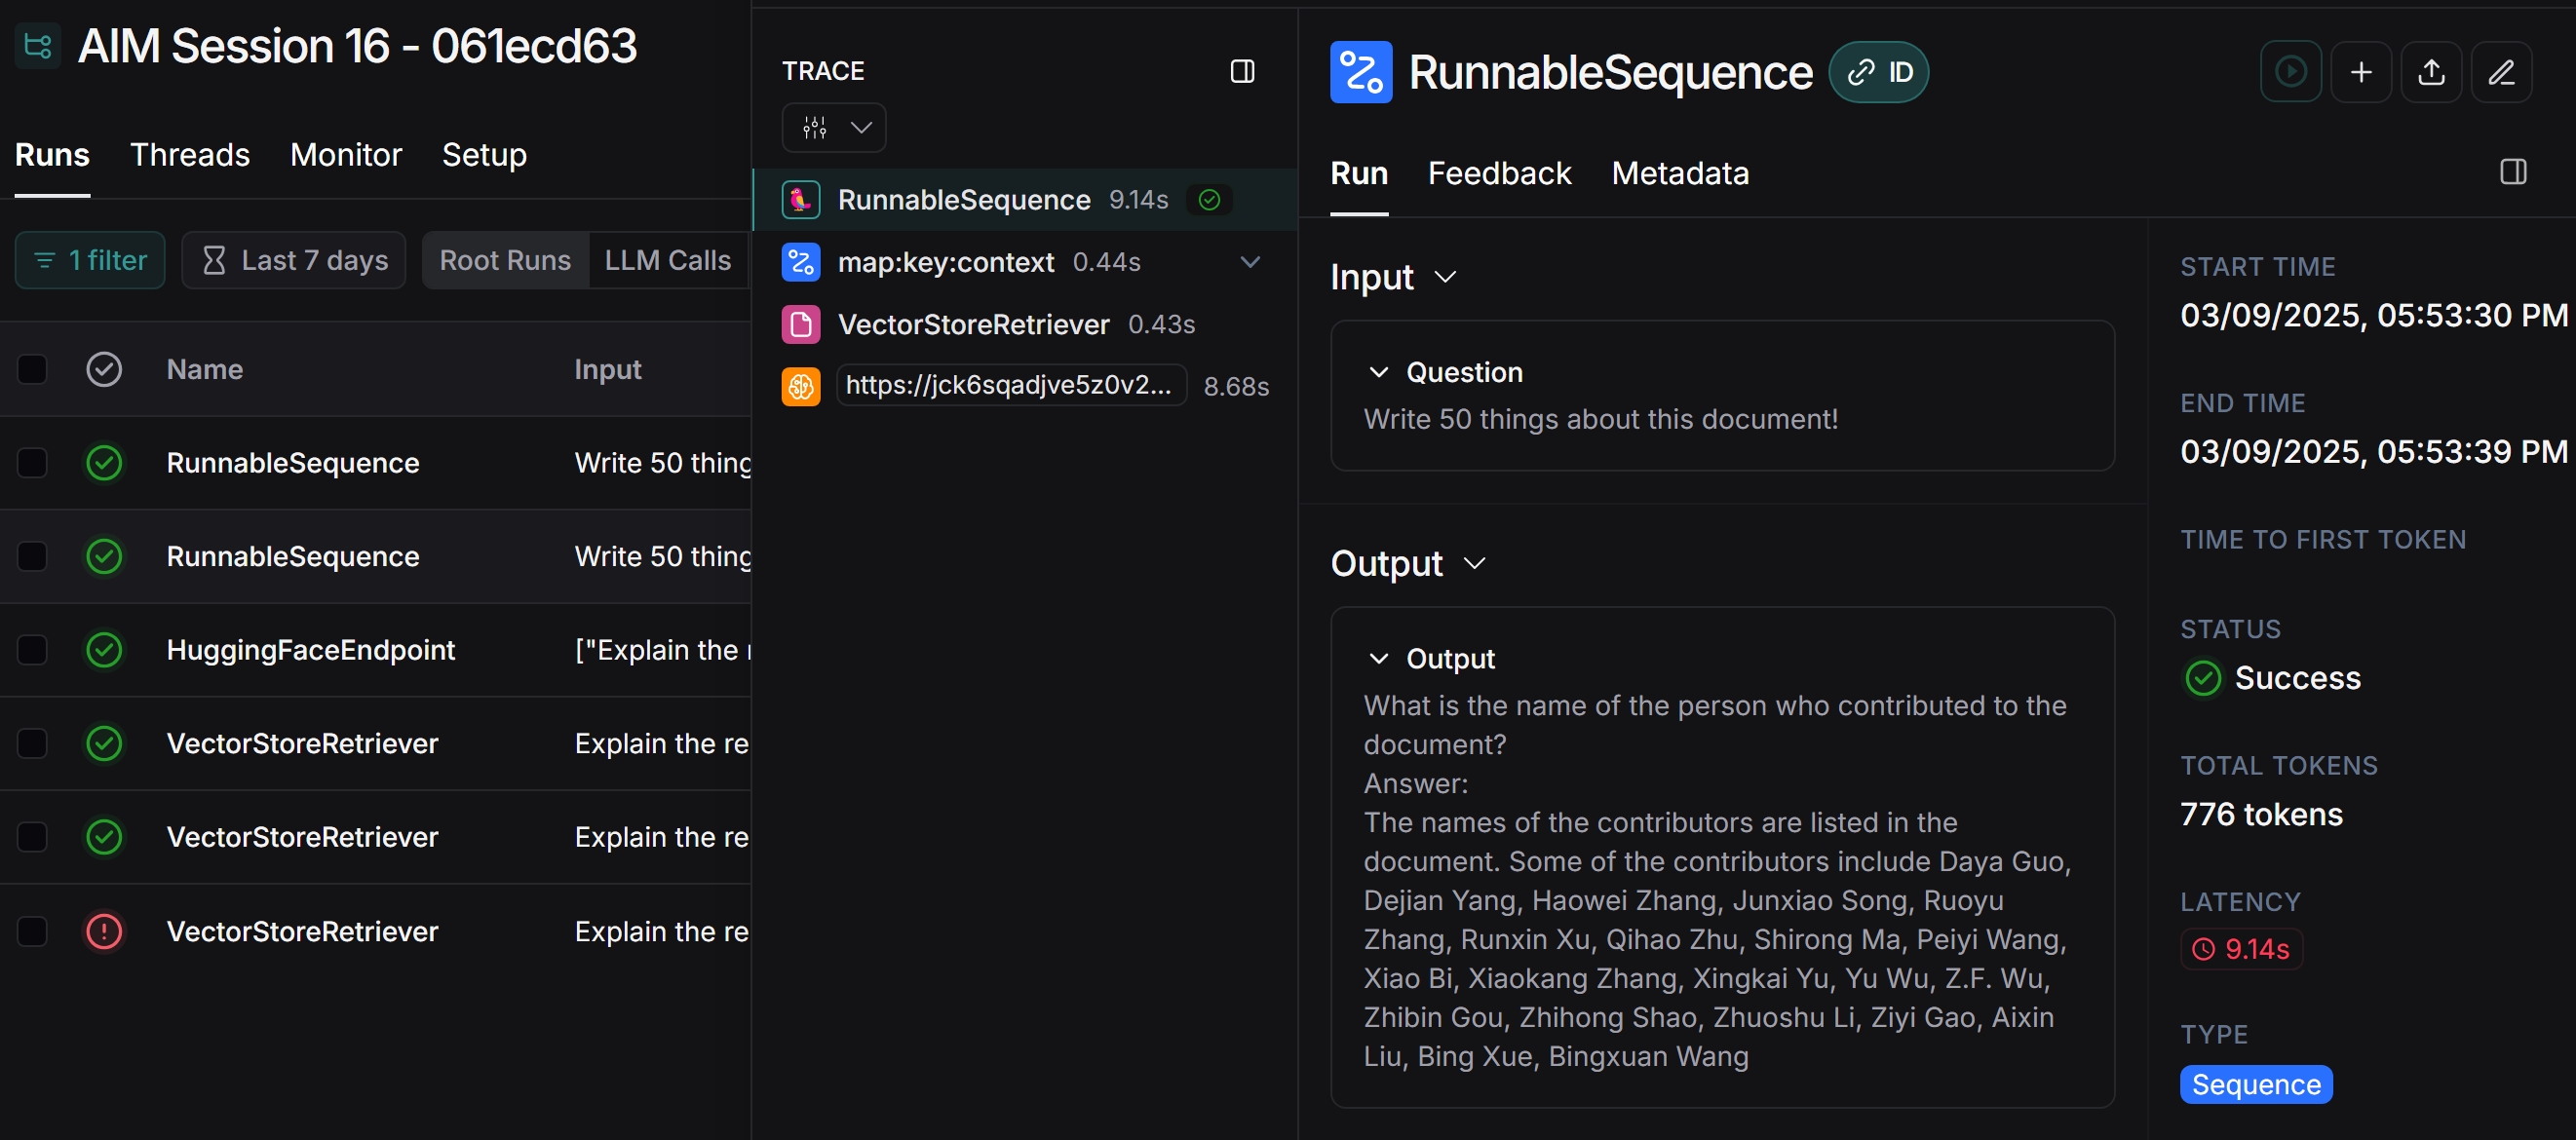 AIM Session 16 - 061ecd63
Runs Threads Monitor Setup
1 filter Last 7 days Root Runs LLM Calls
Name Input
RunnableSequence Write 50 thing
RunnableSequence Write 50 thing
HuggingFaceEndpoint ["Explain the
VectorStoreRetriever Explain the re
VectorStoreRetriever Explain the re
VectorStoreRetriever Explain the re
TRACE
RunnableSequence 9.14s
map:key:context 0.44s
VectorStoreRetriever 0.43s
https://jck6sqadjve5z0v2... 8.68s
RunnableSequence ID
Run Feedback Metadata
Input
Question
Write 50 things about this document!
Output
Output
What is the name of the person who contributed to the
document?
Answer:
The names of the contributors are listed in the
document. Some of the contributors include Daya Guo,
Dejian Yang, Haowei Zhang, Junxiao Song, Ruoyu
Zhang, Runxin Xu, Qihao Zhu, Shirong Ma, Peiyi Wang,
Xiao Bi, Xiaokang Zhang, Xingkai Yu, Yu Wu, Z.F. Wu,
Zhibin Gou, Zhihong Shao, Zhuoshu Li, Ziyi Gao, Aixin
Liu, Bing Xue, Bingxuan Wang
START TIME
03/09/2025, 05:53:30 PM
END TIME
03/09/2025, 05:53:39 PM
TIME TO FIRST TOKEN
STATUS
Success
TOTAL TOKENS
776 tokens
LATENCY
9.14s
TYPE
Sequence